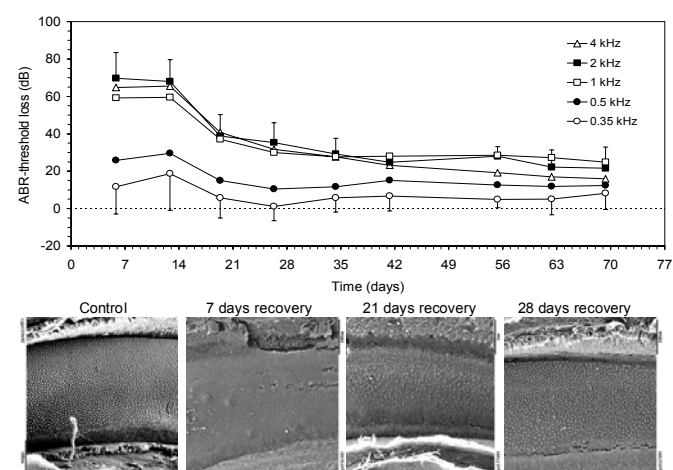 100
80
60
40
20
0
-20
ABR-threshold loss (dB)
4 kHz
2 kHz
1 kHz
0.5 kHz
0.35 kHz
0 7 14 21 28 35 42 49 56 63 70 77
Time (days)
Control 7 days recovery 21 days recovery 28 days recovery